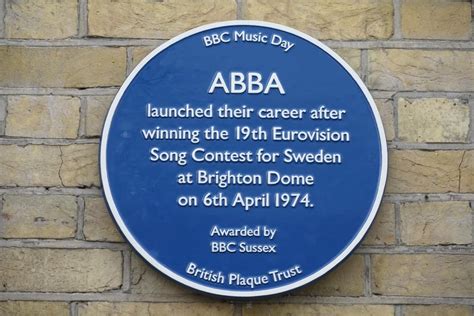 BBC Music Day
ABBA
launched their career after
winning the 19th Eurovision
Song Contest for Sweden
at Brighton Dome
on 6th April 1974.
Awarded by
BBC Sussex
British Plaque Trust